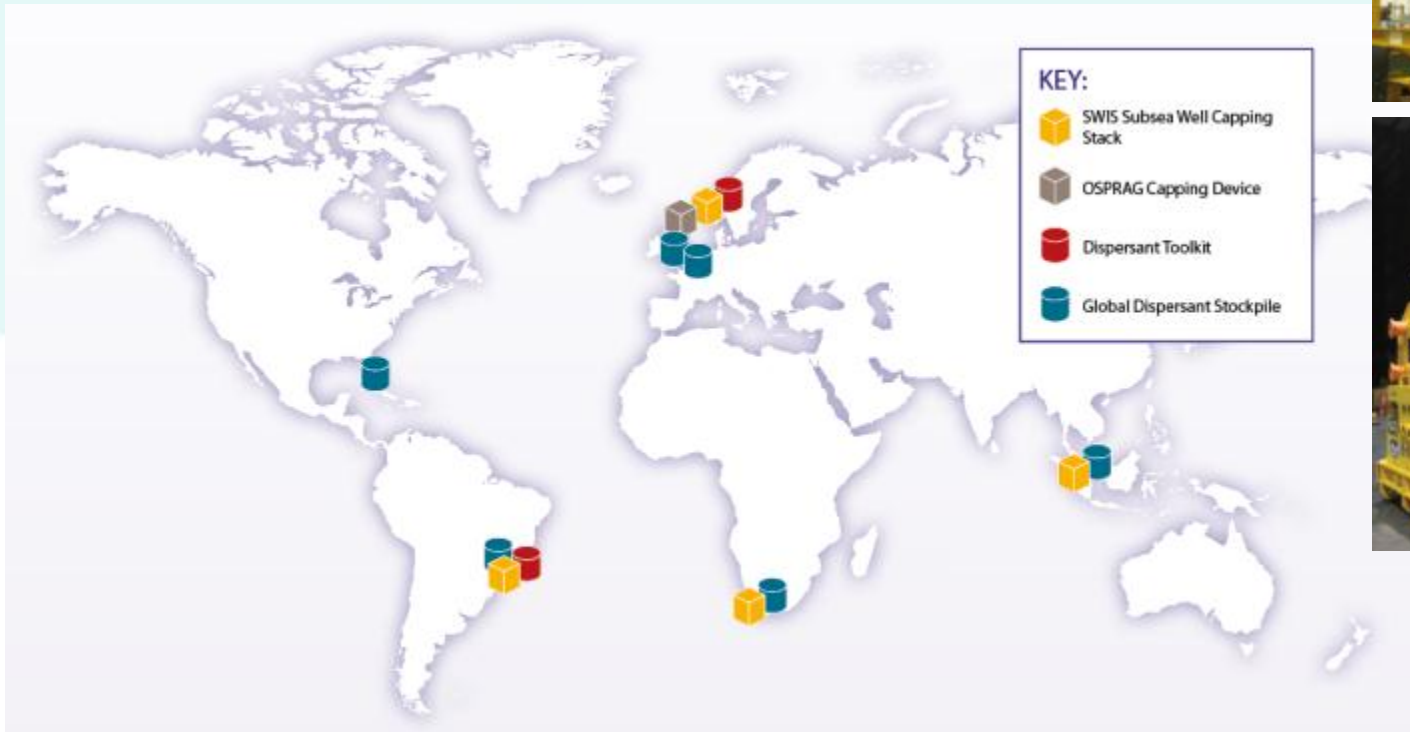 KEY:
SWIS Subsea Well Capping
Stack
OSPRAG Capping Device
Dispersant Toolkit
Global Dispersant Stockpile